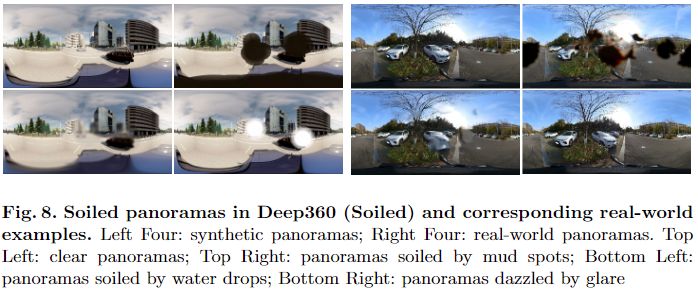 Fig. 8. Soiled panoramas in Deep360 (Soiled) and corresponding real-world
examples. Left Four: synthetic panoramas; Right Four: real-world panoramas. Top
Left: clear panoramas; Top Right: panoramas soiled by mud spots; Bottom Left:
panoramas soiled by water drops; Bottom Right: panoramas dazzled by glare